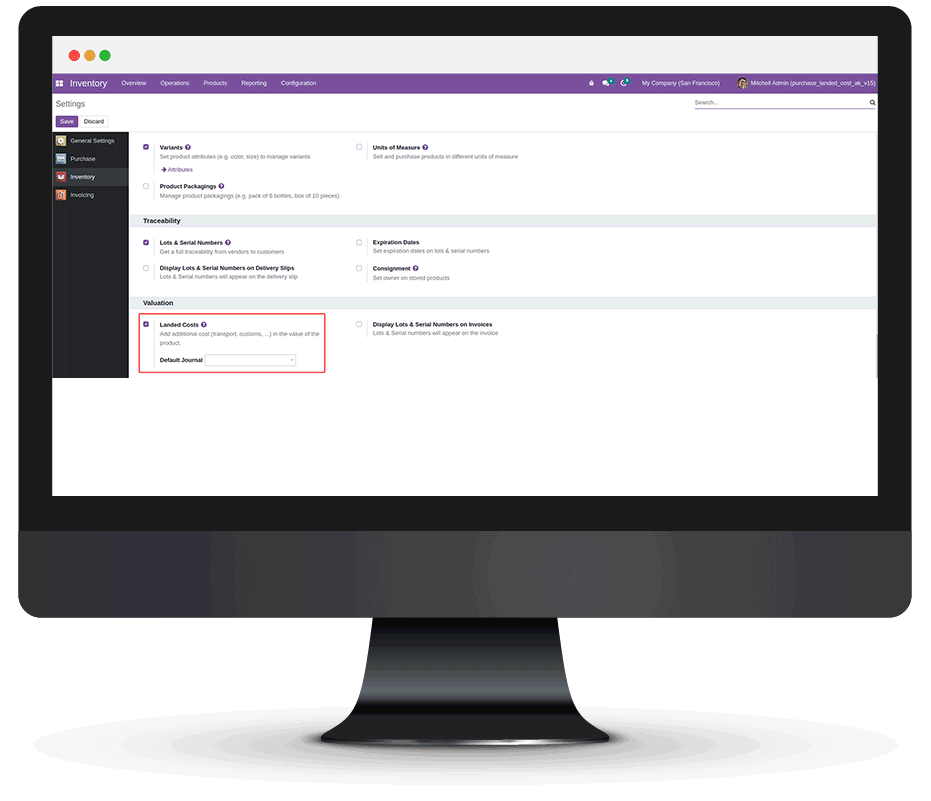 Inventory Overview Operations Products Reporting Configuration 4 My Company (San Francisco) Mitchell Admin (purchase_landed_cost_ak_v15)
Settings Search...
Save Discard
General Settings
Purchase
Inventory
Invoicing
Variants ?
Set product attributes (e.g. color, size) to manage variants
Attributes
Units of Measure ?
Sell and purchase products in different units of measure
Product Packagings ?
Manage product packagings (e.g. pack of 6 bottles, box of 10 pieces)
Traceability
Lots & Serial Numbers ?
Get a full traceability from vendors to customers
Expiration Dates
Set expiration dates on lots & serial numbers
Display Lots & Serial Numbers on Delivery Slips
Lots & Serial numbers will appear on the delivery slip
Consignment ?
Set owner on stored products
Valuation
Landed Costs ?
Add additional cost (transport, customs, ...) in the value of the
product.
Default Journal
Display Lots & Serial Numbers on Invoices
Lots & Serial numbers will appear on the invoice